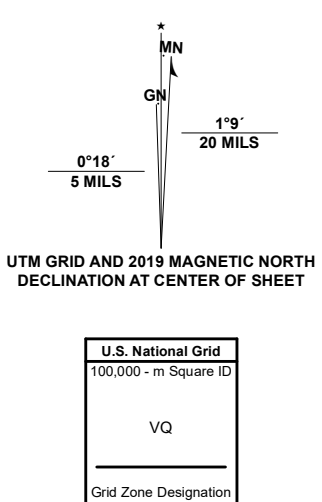 ★
MN
GN
1°9´
20 MILS
0°18´
5 MILS
UTM GRID AND 2019 MAGNETIC NORTH
DECLINATION AT CENTER OF SHEET
U.S. National Grid
100,000 - m Square ID
VQ
Grid Zone Designation